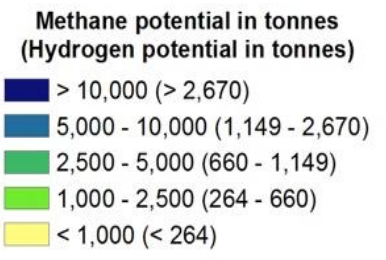 Methane potential in tonnes
(Hydrogen potential in tonnes)
> 10,000 (> 2,670)
5,000 - 10,000 (1,149 - 2,670)
2,500 - 5,000 (660 - 1,149)
1,000 - 2,500 (264 - 660)
< 1,000 (< 264)